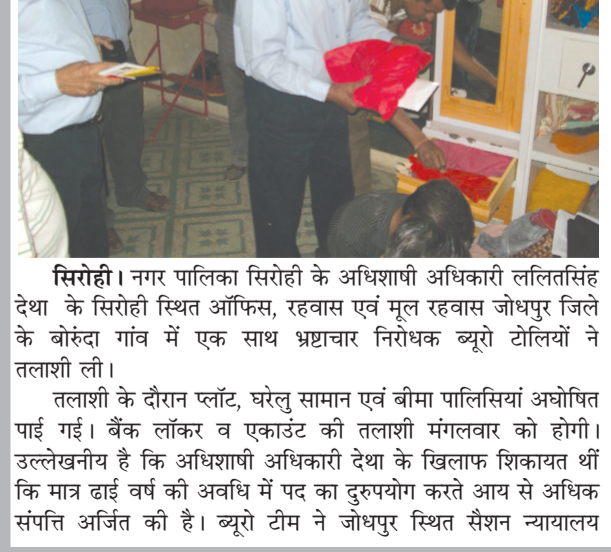 सिरोही। नगर पालिका सिरोही के अधिशाषी अधिकारी ललितसिंह
देथा के सिरोही स्थित ऑफिस, रहवास एवं मूल रहवास जोधपुर जिले
के बोरुंदा गांव में एक साथ भ्रष्टाचार निरोधक ब्यूरो टोलियों ने
तलाशी ली।
तलाशी के दौरान प्लॉट, घरेलु सामान एवं बीमा पालिसियां अघोषित
पाई गई। बैंक लॉकर व एकाउंट की तलाशी मंगलवार को होगी।
उल्लेखनीय है कि अधिशाषी अधिकारी देथा के खिलाफ शिकायत थीं
कि मात्र ढाई वर्ष की अवधि में पद का दुरुपयोग करते आय से अधिक
संपत्ति अर्जित की है। ब्यूरो टीम ने जोधपुर स्थित सैशन न्यायालय